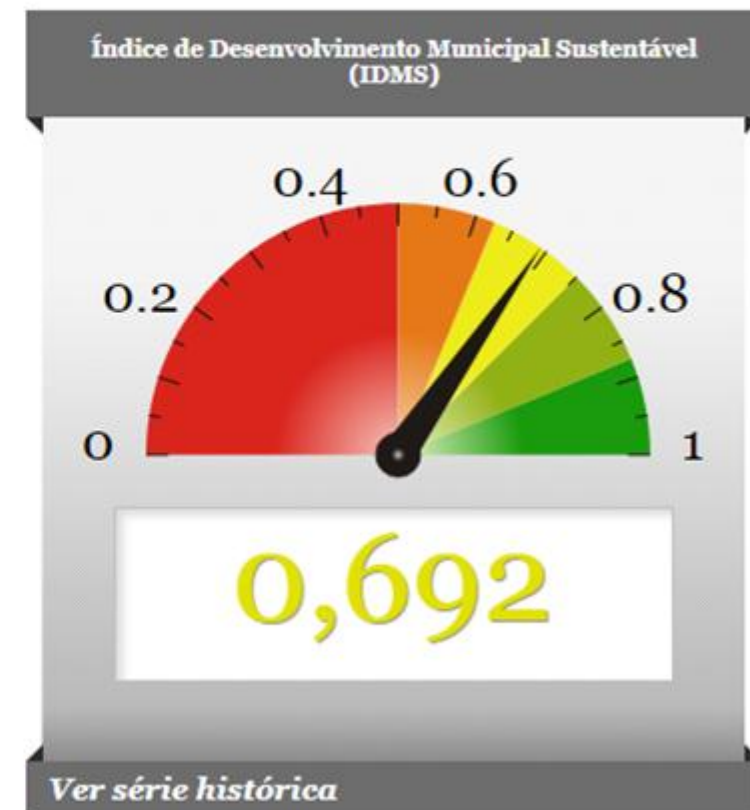 Índice de Desenvolvimento Municipal Sustentável
(IDMS)
0.4
0.6
0.2
0.8
0
1
0,692
Ver série histórica